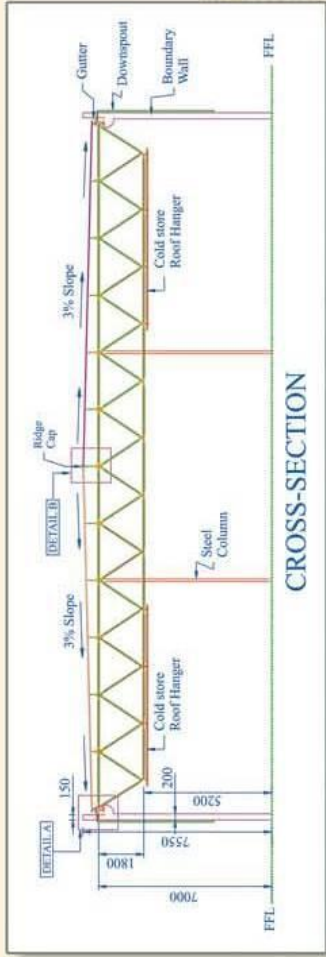 DETAIL A
150
3% Slope
DETAIL B
Ridge
Cap
3% Slope
Gutter
Downspout
Boundary
Wall
1800
7550
200
5200
7000
Cold store
Roof Hanger
Steel
Column
Cold store
Roof Hanger
FFL
FFL
CROSS-SECTION